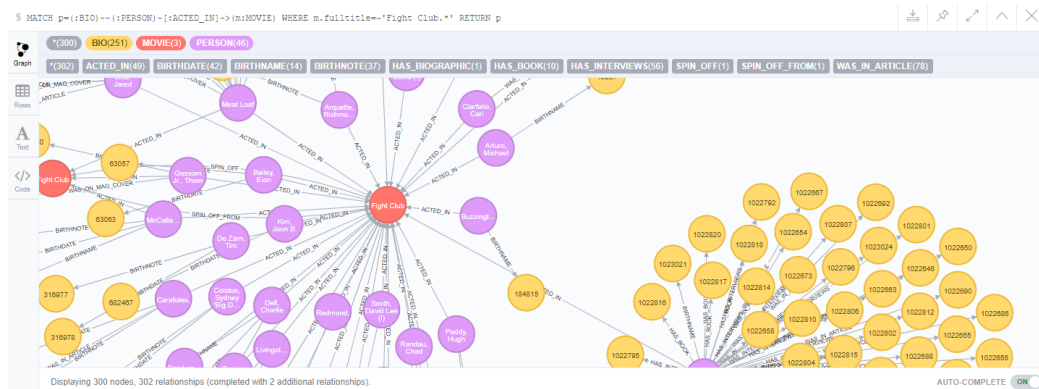 $ MATCH p=(:BIO)--(:PERSON)-[:ACTED_IN]->(m:MOVIE) WHERE m.fulltitle=~'Fight Club.*' RETURN p
*(300) BIO(251) MOVIE(3) PERSON(46)
*(302) ACTED_IN(49) BIRTHDATE(42) BIRTHNAME(14) BIRTHNOTE(37) HAS_BIOGRAPHIC(1) HAS_BOOK(10) HAS_INTERVIEWS(56) SPIN_OFF(1) SPIN_OFF_FROM(1) WAS_IN_ARTICLE(78)
Graph
Rows
Text
Code
Jared
Meat Loaf
Arquette, Richmo...
Ciarfalio, Carl
Arturo, Michael
BIRTHNAME
ACTED_IN
63067
SPIN_OFF
Gossom Jr., Thom
Bailey, Eion
Fight Club
WAS_ON_MAG_COVER
BIRTHDATE
Fight Club
63063
McCalla...
SPIN_OFF_FROM
Kim, Joon B.
De Zarn, Tim
Buzzingt...
BIRTHNAME
BIRTHNOTE
316977
682467
Carafotes,
Colston, Sydney 'Big D...
Dell, Charlie
Redmond,
Smith, David Lee (I)
184815
316978
Livingst...
Randau, Chad
Peddy, Hugh
1022667
1022792
1022692
1022820
1022818
1022654
1022807
1022801
1023024
1022650
1023021
1022817
1022814
1022673
1022796
1022646
1022663
1022690
1022816
1022658
1022810
1022806
1022812
1022686
1022802
1022655
1022795
1022804
1022815
1022688
1022656
HAS_BOOK
Displaying 300 nodes, 302 relationships (completed with 2 additional relationships).
AUTO-COMPLETE ON